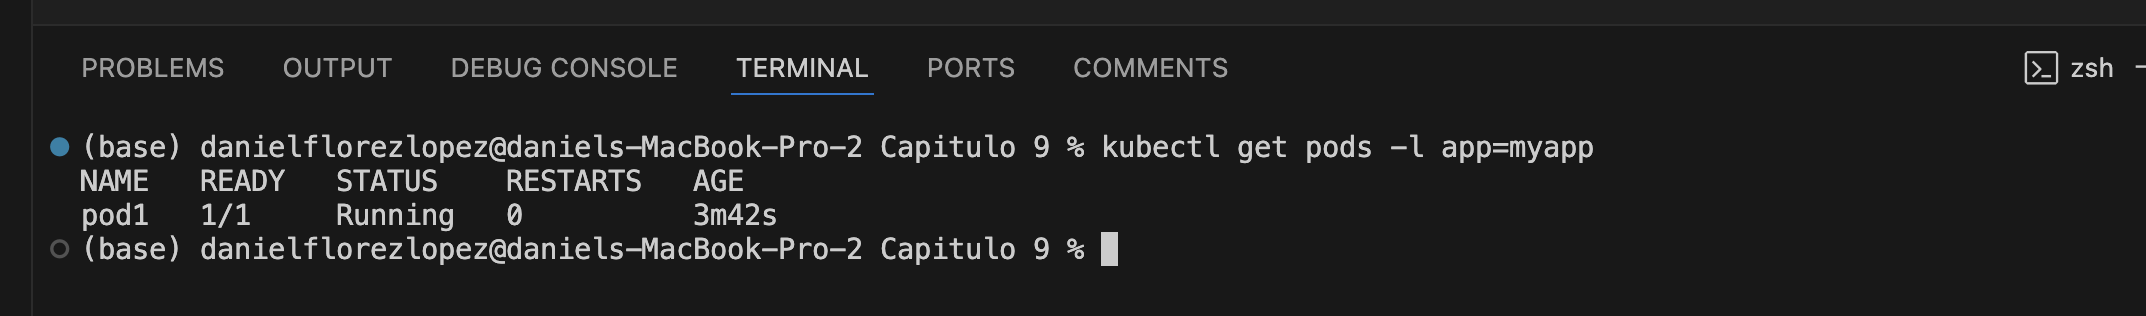 PROBLEMS OUTPUT DEBUG CONSOLE TERMINAL PORTS COMMENTS zsh
(base) danielflorezlopez@daniels-MacBook-Pro-2 Capitulo 9 % kubectl get pods -l app=myapp
NAME READY STATUS RESTARTS AGE
pod1 1/1 Running 0 3m42s
(base) danielflorezlopez@daniels-MacBook-Pro-2 Capitulo 9 %